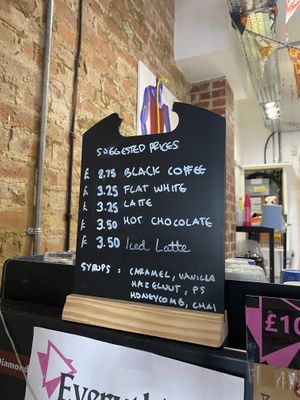 SUGGESTED PRICES
£ 2.75 BLACK COFFEE
£ 3.25 FLAT WHITE
£ 3.25 LATTE
£ 3.50 HOT CHOCOLATE
£ 3.50 Iced Latte
SYRUPS : CARAMEL, VANILLA
HAZELNUT, PS
HONEYCOMB, CHAI
£10
Diamond